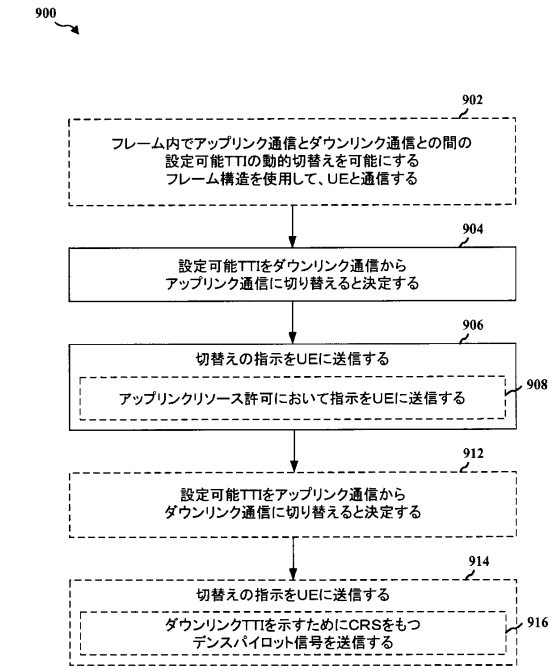 900
902
フレーム内でアップリンク通信とダウンリンク通信との間の
設定可能TTIの動的切替えを可能にする
フレーム構造を使用して、UEと通信する
904
設定可能TTIをダウンリンク通信から
アップリンク通信に切り替えると決定する
906
切替えの指示をUEに送信する
908
アップリンクリソース許可において指示をUEに送信する
912
設定可能TTIをアップリンク通信から
ダウンリンク通信に切り替えると決定する
914
切替えの指示をUEに送信する
916
ダウンリンクTTIを示すためにCRSをもつ
デンスパイロット信号を送信する